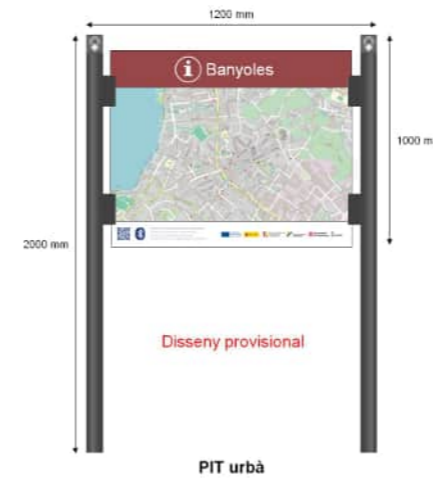 1200 mm
i Banyoles
1000 m
2000 mm
Disseny provisional
PIT urbà